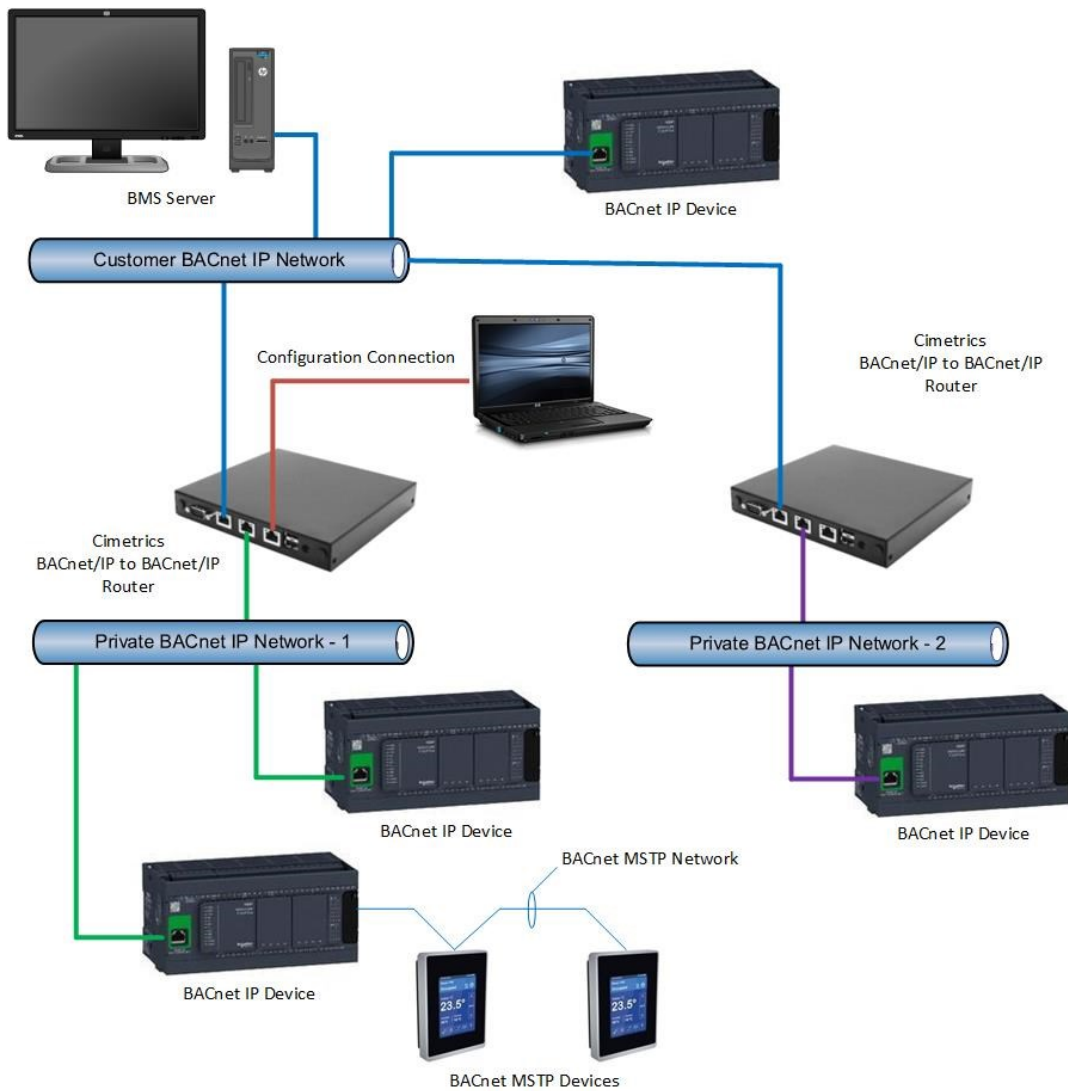 BMS Server
BACnet IP Device
Customer BACnet IP Network
Configuration Connection
Cimetrics
BACnet/IP to BACnet/IP
Router
Cimetrics
BACnet/IP to BACnet/IP
Router
Private BACnet IP Network - 1
Private BACnet IP Network - 2
BACnet IP Device
BACnet IP Device
BACnet MSTP Network
BACnet IP Device
23.5°
23.5°
BACnet MSTP Devices